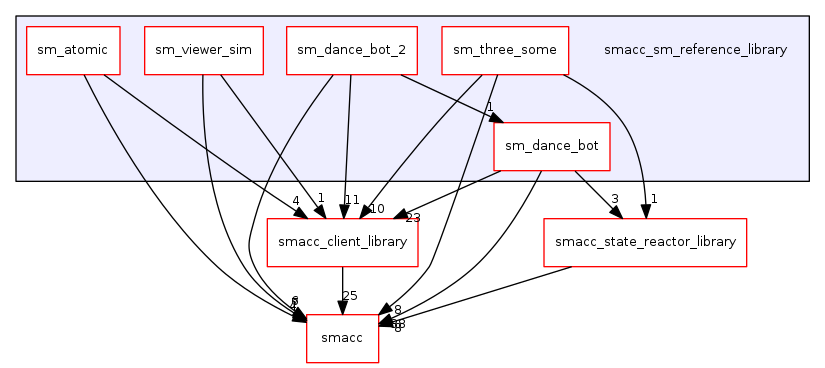 sm_atomic
sm_viewer_sim
sm_dance_bot_2
sm_three_some
smacc_sm_reference_library
1
sm_dance_bot
4
1
11
10
23
3
1
smacc_client_library
smacc_state_reactor_library
25
8
8
smacc